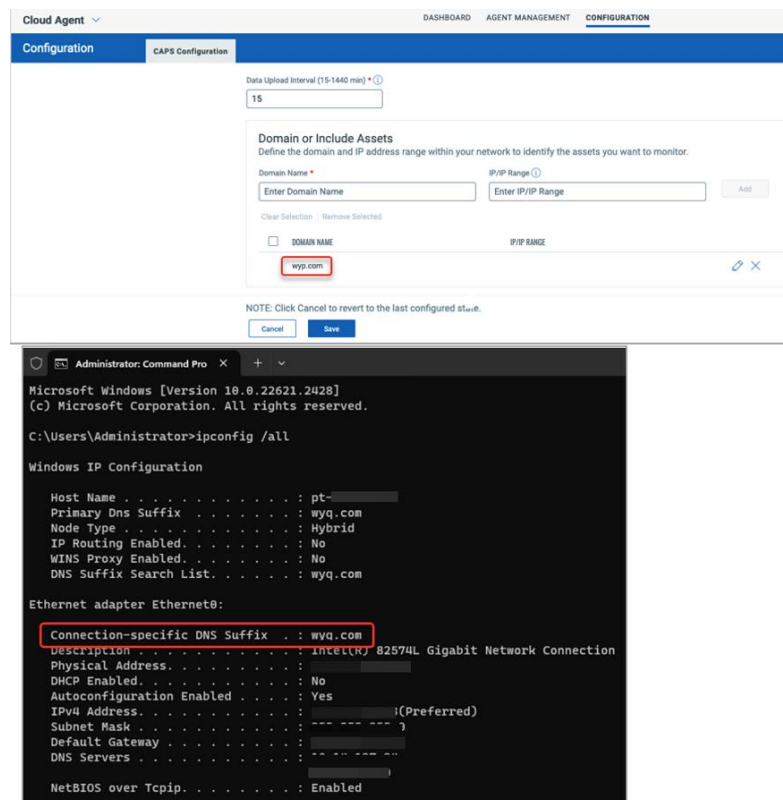 Cloud Agent
DASHBOARD AGENT MANAGEMENT CONFIGURATION
Configuration CAPS Configuration
Data Upload Interval (15-1440 min) *
15
Domain or Include Assets
Define the domain and IP address range within your network to identify the assets you want to monitor.
Domain Name * IP/IP Range
Enter Domain Name Enter IP/IP Range Add
Clear Selection | Remove Selected
DOMAIN NAME IP/IP RANGE
wyp.com
NOTE: Click Cancel to revert to the last configured
Cancel Save
Administrator: Command Pro
Microsoft Windows [Version 10.0.22621.2428]
(c) Microsoft Corporation. All rights reserved.
C:\Users\Administrator>ipconfig /all
Windows IP Configuration
Host Name . . . . . . . . . . . . : pt-
Primary Dns Suffix . . . . . . . : wyq.com
Node Type . . . . . . . . . . . . : Hybrid
IP Routing Enabled. . . . . . . . : No
WINS Proxy Enabled. . . . . . . . : No
DNS Suffix Search List. . . . . . : wyq.com
Ethernet adapter Ethernet0:
Connection-specific DNS Suffix . : wyq.com
Description . . . . . . . . . . . : Intel(R) 82574L Gigabit Network Connection
Physical Address. . . . . . . . . :
DHCP Enabled. . . . . . . . . . . : No
Autoconfiguration Enabled . . . . : Yes
IPv4 Address. . . . . . . . . . . : (Preferred)
Subnet Mask . . . . . . . . . . . :
Default Gateway . . . . . . . . . :
DNS Servers . . . . . . . . . . . :
NetBIOS over Tcpip. . . . . . . . : Enabled